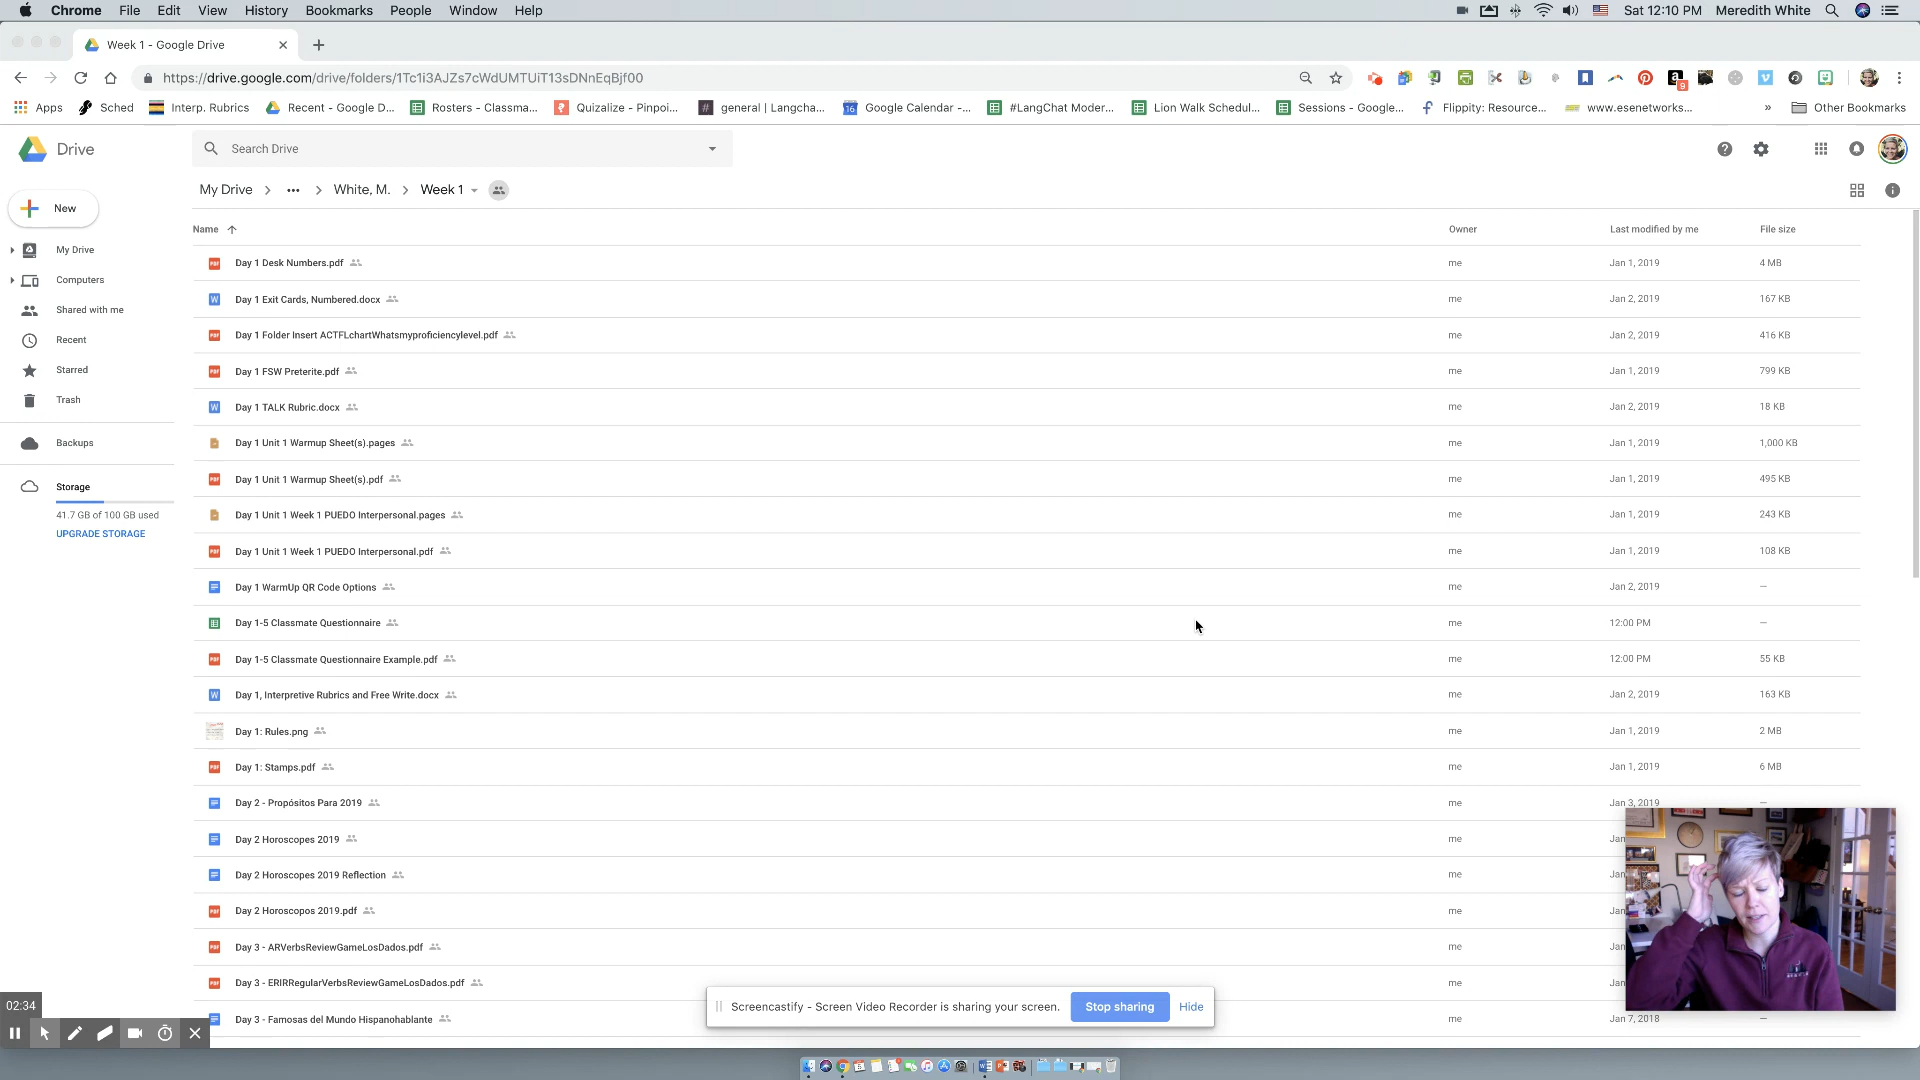 Chrome File Edit View History Bookmarks People Window Help Sat 12:10 PM Meredith White
Week 1 - Google Drive
https://drive.google.com/drive/folders/1Tc1i3AJZs7cWdUMTUiT13sDNnEqBjf00
Apps Sched Interp. Rubrics Recent - Google D... Rosters - Classma... Quizalize - Pinpoi... general | Langcha... Google Calendar -... #LangChat Moder... Lion Walk Schedul... Sessions - Google... Flippity: Resource... www.esenetworks... » Other Bookmarks
Drive Search Drive
My Drive > ••• > White, M. > Week 1
New
My Drive
Computers
Shared with me
Recent
Starred
Trash
Backups
Storage
41.7 GB of 100 GB used
UPGRADE STORAGE
Name Owner Last modified by me File size
Day 1 Desk Numbers.pdf me Jan 1, 2019 4 MB
Day 1 Exit Cards, Numbered.docx me Jan 2, 2019 167 KB
Day 1 Folder Insert ACTFLchartWhatsmyproficiencylevel.pdf me Jan 2, 2019 416 KB
Day 1 FSW Preterite.pdf me Jan 1, 2019 799 KB
Day 1 TALK Rubric.docx me Jan 2, 2019 18 KB
Day 1 Unit 1 Warmup Sheet(s).pages me Jan 1, 2019 1,000 KB
Day 1 Unit 1 Warmup Sheet(s).pdf me Jan 1, 2019 495 KB
Day 1 Unit 1 Week 1 PUEDO Interpersonal.pages me Jan 1, 2019 243 KB
Day 1 Unit 1 Week 1 PUEDO Interpersonal.pdf me Jan 1, 2019 108 KB
Day 1 WarmUp QR Code Options me Jan 2, 2019 —
Day 1-5 Classmate Questionnaire me 12:00 PM —
Day 1-5 Classmate Questionnaire Example.pdf me 12:00 PM 55 KB
Day 1, Interpretive Rubrics and Free Write.docx me Jan 2, 2019 163 KB
Day 1: Rules.png me Jan 1, 2019 2 MB
Day 1: Stamps.pdf me Jan 1, 2019 6 MB
Day 2 - Propósitos Para 2019 me Jan 3, 2019 —
Day 2 Horoscopes 2019 me Jan
Day 2 Horoscopes 2019 Reflection me Jan
Day 2 Horoscopos 2019.pdf me Jan
Day 3 - ARVerbsReviewGameLosDados.pdf me Jan
Day 3 - ERIRRegularVerbsReviewGameLosDados.pdf me Jan
Day 3 - Famosas del Mundo Hispanohablante me Jan 7, 2018 —
02:34
Screencastify - Screen Video Recorder is sharing your screen. Stop sharing Hide